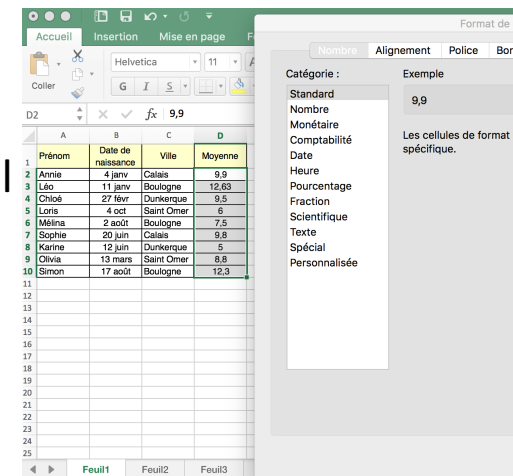 Accueil Insertion Mise en page
Coller
Helvetica 11
G I S
D2 fx 9,9
A B C D
1 Prénom Date de naissance Ville Moyenne
2 Annie 4 janv Calais 9,9
3 Léo 11 janv Boulogne 12,63
4 Chloé 27 févr Dunkerque 9,5
5 Loris 4 oct Saint Omer 6
6 Mélina 2 août Boulogne 7,5
7 Sophie 20 juin Calais 9,8
8 Karine 12 juin Dunkerque 5
9 Olivia 13 mars Saint Omer 8,8
10 Simon 17 août Boulogne 12,3
11
12
13
14
15
16
17
18
19
20
21
22
23
24
25
Feuil1 Feuil2 Feuil3
Format de
Nombre Alignement Police Bor
Catégorie :
Standard
Nombre
Monétaire
Comptabilité
Date
Heure
Pourcentage
Fraction
Scientifique
Texte
Spécial
Personnalisée
Exemple
9,9
Les cellules de format
spécifique.